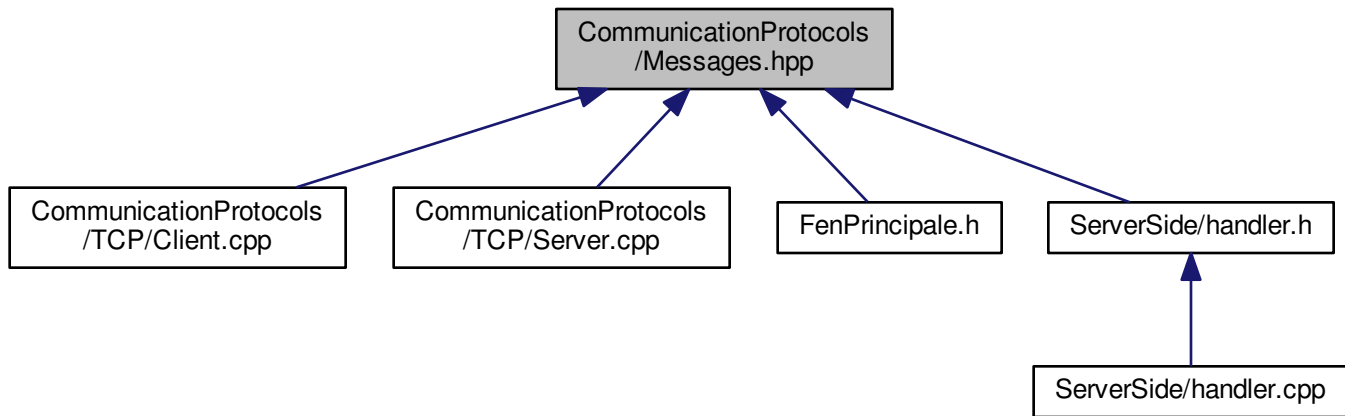 CommunicationProtocols
/Messages.hpp
CommunicationProtocols
/TCP/Client.cpp
CommunicationProtocols
/TCP/Server.cpp
FenPrincipale.h
ServerSide/handler.h
ServerSide/handler.cpp